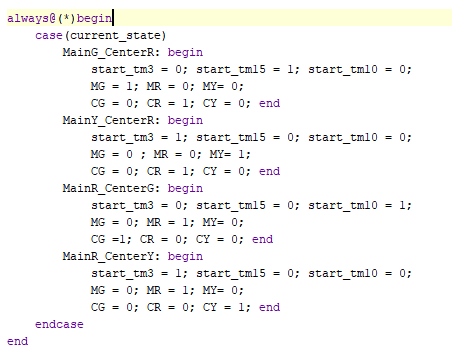 always@(*)begin
case(current_state)
MainG_CenterR: begin
start_tm3 = 0; start_tm15 = 1; start_tm10 = 0;
MG = 1; MR = 0; MY= 0;
CG = 0; CR = 1; CY = 0; end
MainY_CenterR: begin
start_tm3 = 1; start_tm15 = 0; start_tm10 = 0;
MG = 0 ; MR = 0; MY= 1;
CG = 0; CR = 1; CY = 0; end
MainR_CenterG: begin
start_tm3 = 0; start_tm15 = 0; start_tm10 = 1;
MG = 0; MR = 1; MY= 0;
CG =1; CR = 0; CY = 0; end
MainR_CenterY: begin
start_tm3 = 1; start_tm15 = 0; start_tm10 = 0;
MG = 0; MR = 1; MY= 0;
CG = 0; CR = 0; CY = 1; end
endcase
end